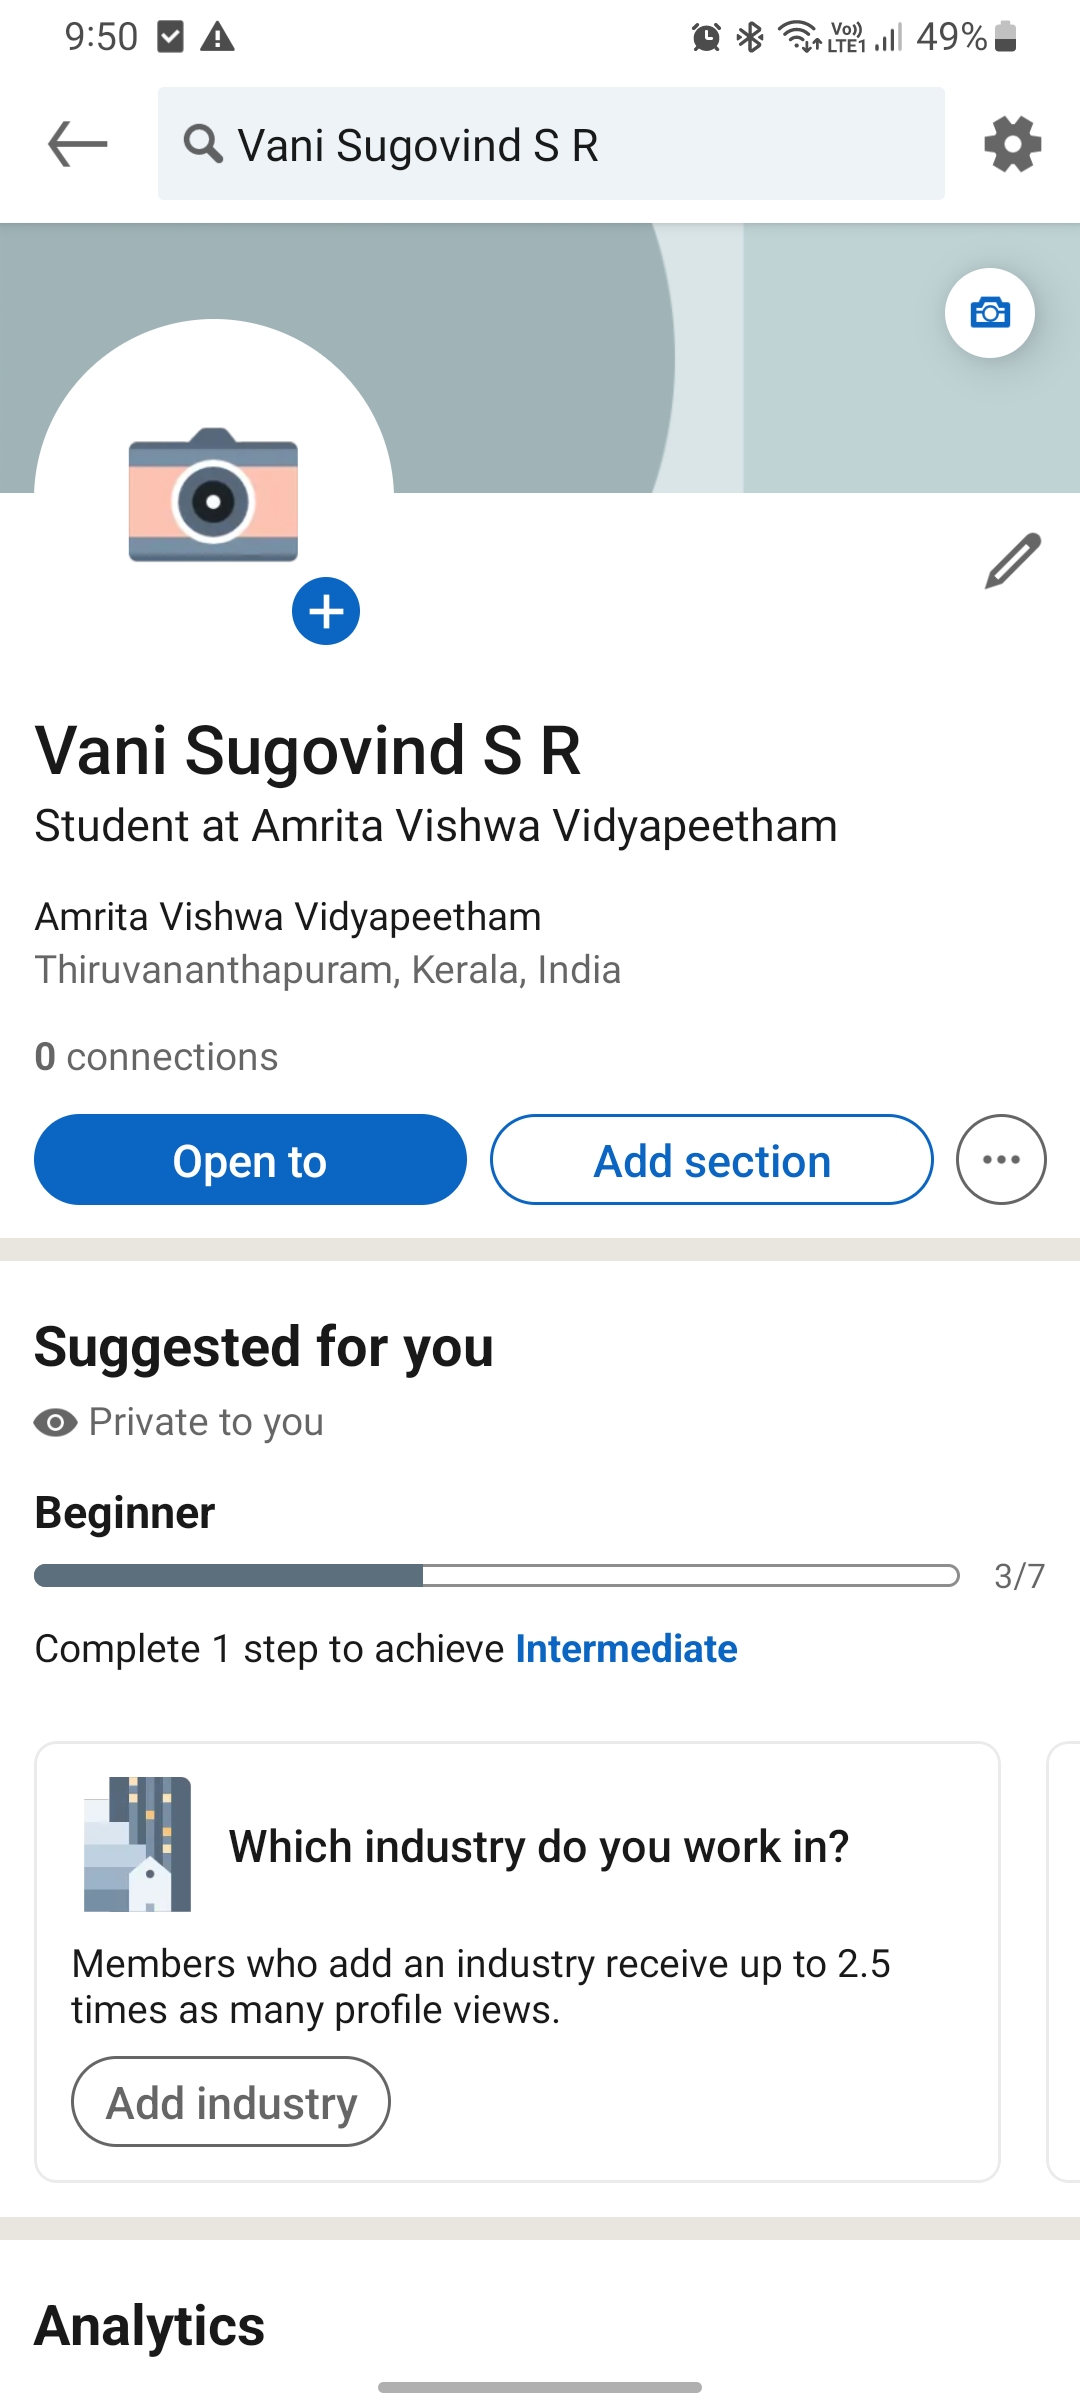 9:50 Vo)) LTE1 49%
Vani Sugovind S R
Vani Sugovind S R
Student at Amrita Vishwa Vidyapeetham
Amrita Vishwa Vidyapeetham
Thiruvananthapuram, Kerala, India
0 connections
Open to Add section
Suggested for you
Private to you
Beginner
3/7
Complete 1 step to achieve Intermediate
Which industry do you work in?
Members who add an industry receive up to 2.5
times as many profile views.
Add industry
Analytics